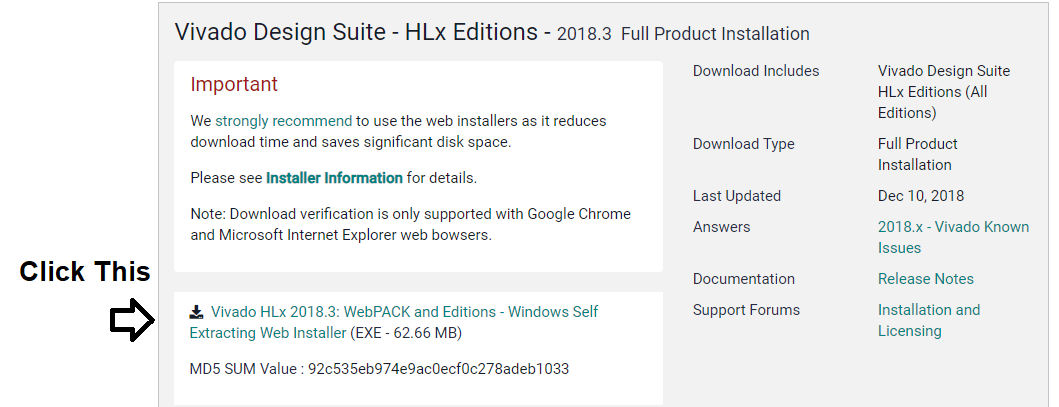 Vivado Design Suite - HLx Editions - 2018.3 Full Product Installation
Important
We strongly recommend to use the web installers as it reduces
download time and saves significant disk space.
Please see Installer Information for details.
Note: Download verification is only supported with Google Chrome
and Microsoft Internet Explorer web bowsers.
Click This
Vivado HLx 2018.3: WebPACK and Editions - Windows Self
Extracting Web Installer (EXE - 62.66 MB)
MD5 SUM Value : 92c535eb974e9ac0ecf0c278adeb1033
Download Includes
Vivado Design Suite
HLx Editions (All
Editions)
Download Type
Full Product
Installation
Last Updated
Dec 10, 2018
Answers
2018.x - Vivado Known
Issues
Documentation
Release Notes
Support Forums
Installation and
Licensing